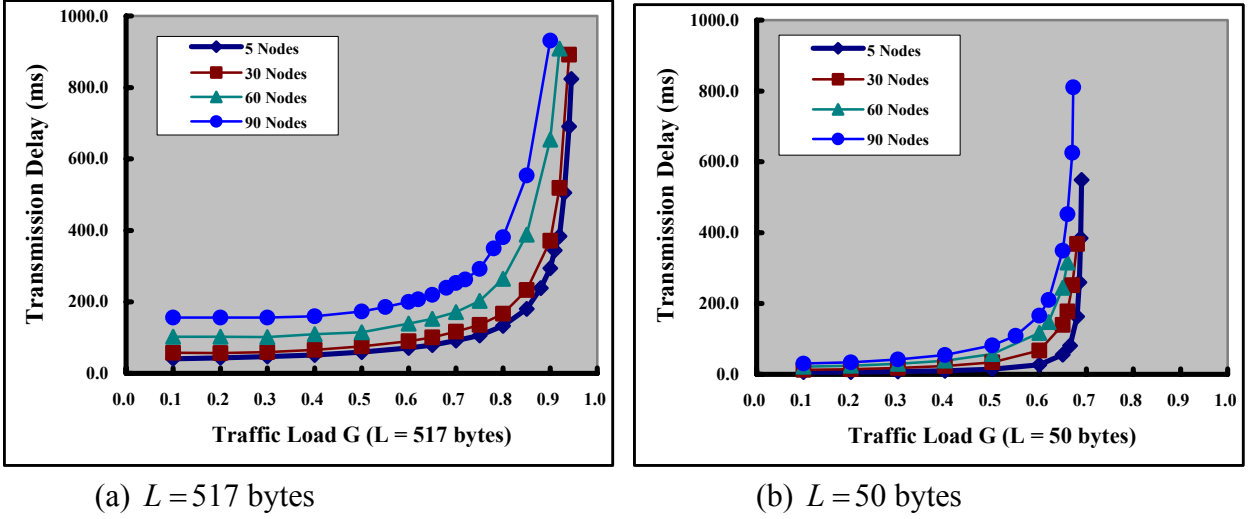 1000.0
800.0
600.0
400.0
200.0
0.0
Transmission Delay (ms)
5 Nodes
30 Nodes
60 Nodes
90 Nodes
0.0 0.1 0.2 0.3 0.4 0.5 0.6 0.7 0.8 0.9 1.0
Traffic Load G (L = 517 bytes)
(a) L = 517 bytes
1000.0
800.0
600.0
400.0
200.0
0.0
Transmission Delay (ms)
5 Nodes
30 Nodes
60 Nodes
90 Nodes
0.0 0.1 0.2 0.3 0.4 0.5 0.6 0.7 0.8 0.9 1.0
Traffic Load G (L = 50 bytes)
(b) L = 50 bytes